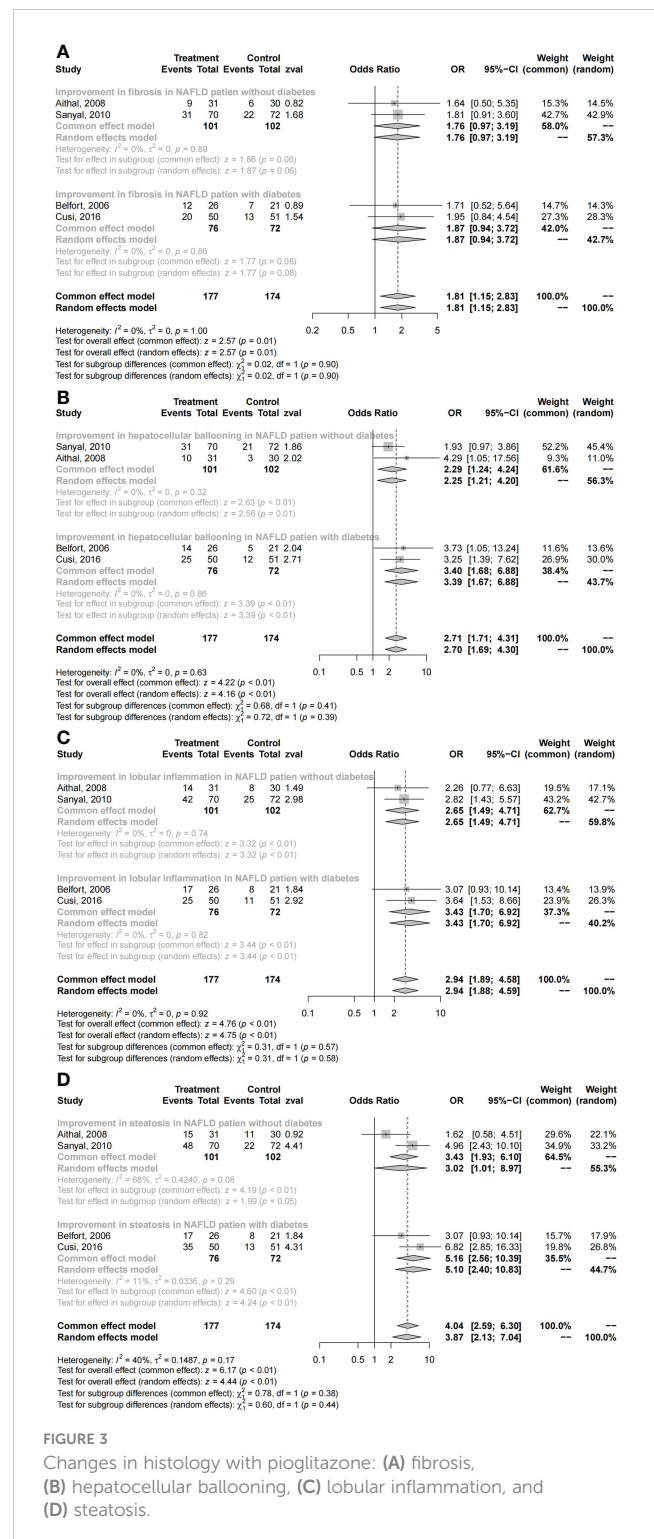 A
Treatment Control Weight Weight
Study Events Total Events Total zval Odds Ratio OR 95%−CI (common) (random)
Improvement in fibrosis in NAFLD patien without diabetes
Aithal, 2008 9 31 6 30 0.82 1.64 [0.50; 5.35] 15.3% 14.5%
Sanyal, 2010 31 70 22 72 1.68 1.81 [0.91; 3.60] 42.7% 42.9%
Common effect model 101 102 1.76 [0.97; 3.19] 58.0% −−
Random effects model 1.76 [0.97; 3.19] −− 57.3%
Heterogeneity: I² = 0%, τ² = 0, p = 0.89
Test for effect in subgroup (common effect): z = 1.86 (p = 0.06)
Test for effect in subgroup (random effects): z = 1.87 (p = 0.06)
Improvement in fibrosis in NAFLD patien with diabetes
Belfort, 2006 12 26 7 21 0.89 1.71 [0.52; 5.64] 14.7% 14.3%
Cusi, 2016 20 50 13 51 1.54 1.95 [0.84; 4.54] 27.3% 28.3%
Common effect model 76 72 1.87 [0.94; 3.72] 42.0% −−
Random effects model 1.87 [0.94; 3.72] −− 42.7%
Heterogeneity: I² = 0%, τ² = 0, p = 0.86
Test for effect in subgroup (common effect): z = 1.77 (p = 0.08)
Test for effect in subgroup (random effects): z = 1.77 (p = 0.08)
Common effect model 177 174 1.81 [1.15; 2.83] 100.0% −−
Random effects model 1.81 [1.15; 2.83] −− 100.0%
Heterogeneity: I² = 0%, τ² = 0, p = 1.00
0.2 0.5 1 2 5
Test for overall effect (common effect): z = 2.57 (p = 0.01)
Test for overall effect (random effects): z = 2.57 (p = 0.01)
Test for subgroup differences (common effect): χ²₁ = 0.02, df = 1 (p = 0.90)
Test for subgroup differences (random effects): χ²₁ = 0.02, df = 1 (p = 0.90)
B
Treatment Control Weight Weight
Study Events Total Events Total zval Odds Ratio OR 95%−CI (common) (random)
Improvement in hepatocellular ballooning in NAFLD patien without diabetes
Sanyal, 2010 31 70 21 72 1.86 1.93 [0.97; 3.86] 52.2% 45.4%
Aithal, 2008 10 31 3 30 2.02 4.29 [1.05; 17.56] 9.3% 11.0%
Common effect model 101 102 2.29 [1.24; 4.24] 61.6% −−
Random effects model 2.25 [1.21; 4.20] −− 56.3%
Heterogeneity: I² = 0%, τ² = 0, p = 0.32
Test for effect in subgroup (common effect): z = 2.63 (p < 0.01)
Test for effect in subgroup (random effects): z = 2.56 (p = 0.01)
Improvement in hepatocellular ballooning in NAFLD patien with diabetes
Belfort, 2006 14 26 5 21 2.04 3.73 [1.05; 13.24] 11.6% 13.6%
Cusi, 2016 25 50 12 51 2.71 3.25 [1.39; 7.62] 26.9% 30.0%
Common effect model 76 72 3.40 [1.68; 6.88] 38.4% −−
Random effects model 3.39 [1.67; 6.88] −− 43.7%
Heterogeneity: I² = 0%, τ² = 0, p = 0.86
Test for effect in subgroup (common effect): z = 3.39 (p < 0.01)
Test for effect in subgroup (random effects): z = 3.39 (p < 0.01)
Common effect model 177 174 2.71 [1.71; 4.31] 100.0% −−
Random effects model 2.70 [1.69; 4.30] −− 100.0%
Heterogeneity: I² = 0%, τ² = 0, p = 0.63
0.1 0.5 1 2 10
Test for overall effect (common effect): z = 4.22 (p < 0.01)
Test for overall effect (random effects): z = 4.16 (p < 0.01)
Test for subgroup differences (common effect): χ²₁ = 0.68, df = 1 (p = 0.41)
Test for subgroup differences (random effects): χ²₁ = 0.72, df = 1 (p = 0.39)
C
Treatment Control Weight Weight
Study Events Total Events Total zval Odds Ratio OR 95%−CI (common) (random)
Improvement in lobular inflammation in NAFLD patien without diabetes
Aithal, 2008 14 31 8 30 1.49 2.26 [0.77; 6.63] 19.5% 17.1%
Sanyal, 2010 42 70 25 72 2.98 2.82 [1.43; 5.57] 43.2% 42.7%
Common effect model 101 102 2.65 [1.49; 4.71] 62.7% −−
Random effects model 2.65 [1.49; 4.71] −− 59.8%
Heterogeneity: I² = 0%, τ² = 0, p = 0.74
Test for effect in subgroup (common effect): z = 3.32 (p < 0.01)
Test for effect in subgroup (random effects): z = 3.32 (p < 0.01)
Improvement in lobular inflammation in NAFLD patien with diabetes
Belfort, 2006 17 26 8 21 1.84 3.07 [0.93; 10.14] 13.4% 13.9%
Cusi, 2016 25 50 11 51 2.92 3.64 [1.53; 8.66] 23.9% 26.3%
Common effect model 76 72 3.43 [1.70; 6.92] 37.3% −−
Random effects model 3.43 [1.70; 6.92] −− 40.2%
Heterogeneity: I² = 0%, τ² = 0, p = 0.82
Test for effect in subgroup (common effect): z = 3.44 (p < 0.01)
Test for effect in subgroup (random effects): z = 3.44 (p < 0.01)
Common effect model 177 174 2.94 [1.89; 4.58] 100.0% −−
Random effects model 2.94 [1.88; 4.59] −− 100.0%
Heterogeneity: I² = 0%, τ² = 0, p = 0.92
0.1 0.5 1 2 10
Test for overall effect (common effect): z = 4.76 (p < 0.01)
Test for overall effect (random effects): z = 4.75 (p < 0.01)
Test for subgroup differences (common effect): χ²₁ = 0.31, df = 1 (p = 0.57)
Test for subgroup differences (random effects): χ²₁ = 0.31, df = 1 (p = 0.58)
D
Treatment Control Weight Weight
Study Events Total Events Total zval Odds Ratio OR 95%−CI (common) (random)
Improvement in steatosis in NAFLD patien without diabetes
Aithal, 2008 15 31 11 30 0.92 1.62 [0.58; 4.51] 29.6% 22.1%
Sanyal, 2010 48 70 22 72 4.41 4.96 [2.43; 10.10] 34.9% 33.2%
Common effect model 101 102 3.43 [1.93; 6.10] 64.5% −−
Random effects model 3.02 [1.01; 8.97] −− 55.3%
Heterogeneity: I² = 68%, τ² = 0.4240, p = 0.08
Test for effect in subgroup (common effect): z = 4.19 (p < 0.01)
Test for effect in subgroup (random effects): z = 1.99 (p = 0.05)
Improvement in steatosis in NAFLD patien with diabetes
Belfort, 2006 17 26 8 21 1.84 3.07 [0.93; 10.14] 15.7% 17.9%
Cusi, 2016 35 50 13 51 4.31 6.82 [2.85; 16.33] 19.8% 26.8%
Common effect model 76 72 5.16 [2.56; 10.39] 35.5% −−
Random effects model 5.10 [2.40; 10.83] −− 44.7%
Heterogeneity: I² = 11%, τ² = 0.0336, p = 0.29
Test for effect in subgroup (common effect): z = 4.60 (p < 0.01)
Test for effect in subgroup (random effects): z = 4.24 (p < 0.01)
Common effect model 177 174 4.04 [2.59; 6.30] 100.0% −−
Random effects model 3.87 [2.13; 7.04] −− 100.0%
Heterogeneity: I² = 40%, τ² = 0.1487, p = 0.17
0.1 0.5 1 2 10
Test for overall effect (common effect): z = 6.17 (p < 0.01)
Test for overall effect (random effects): z = 4.44 (p < 0.01)
Test for subgroup differences (common effect): χ²₁ = 0.78, df = 1 (p = 0.38)
Test for subgroup differences (random effects): χ²₁ = 0.60, df = 1 (p = 0.44)
FIGURE 3
Changes in histology with pioglitazone: (A) fibrosis,
(B) hepatocellular ballooning, (C) lobular inflammation, and
(D) steatosis.